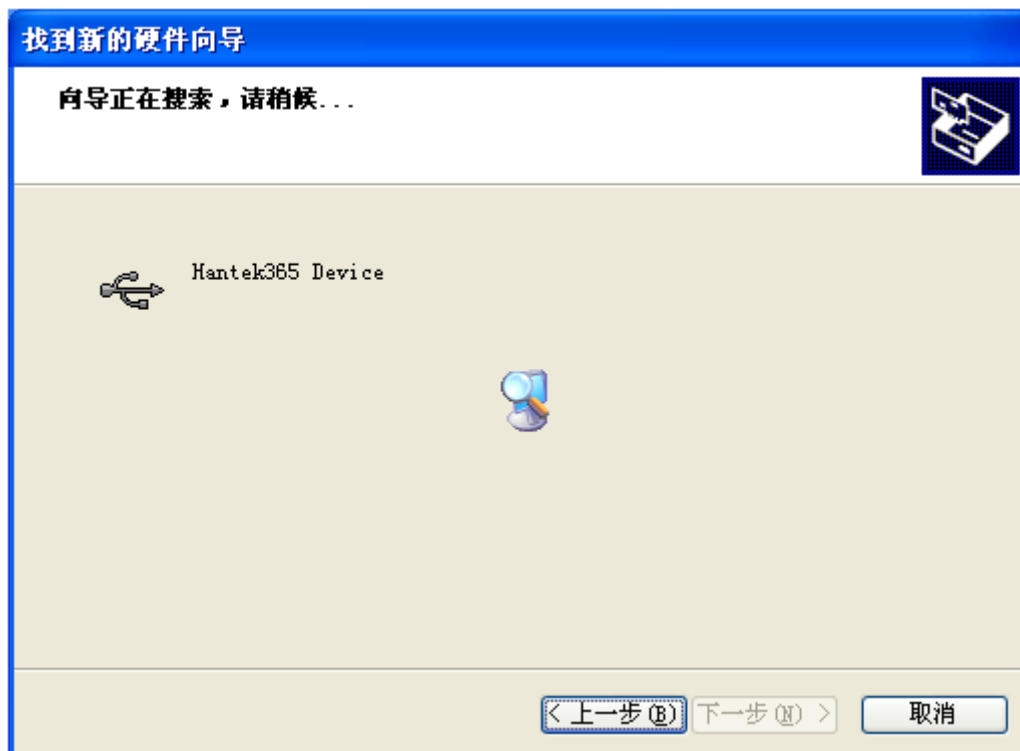 找到新的硬件向导
向导正在搜索，请稍候...
Hantek365 Device
< 上一步(B)
下一步(N) >
取消